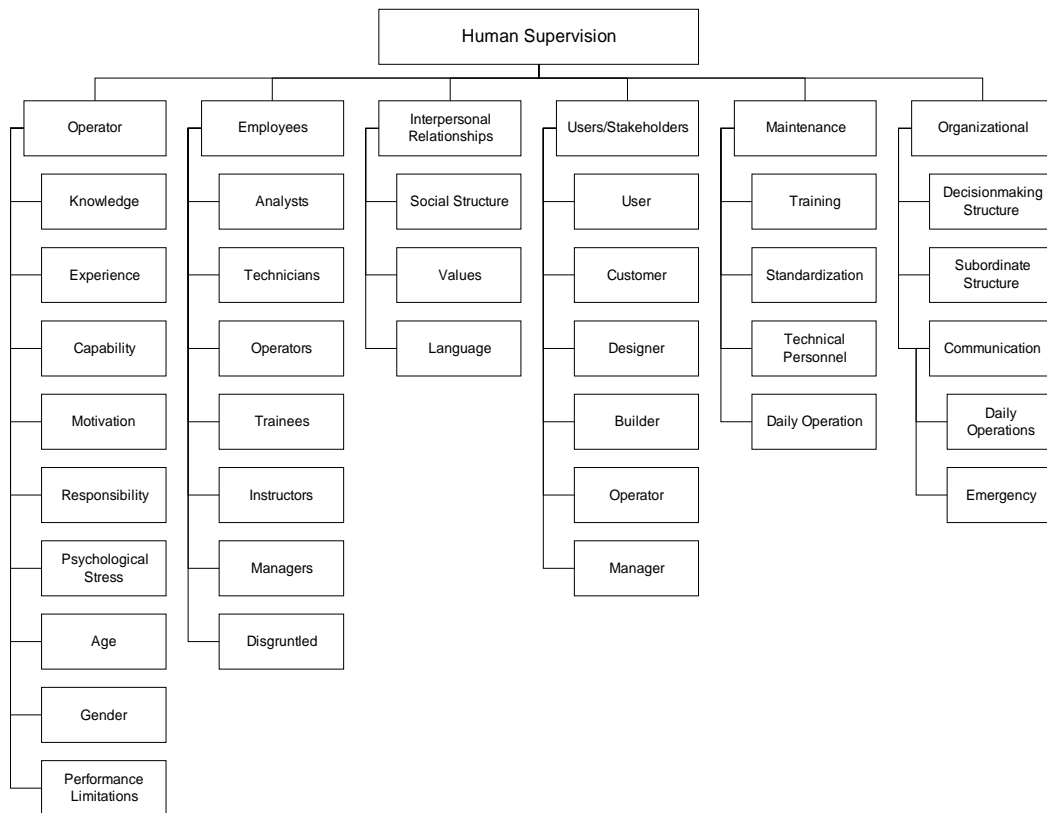 Human Supervision
Operator
Knowledge
Experience
Capability
Motivation
Responsibility
Psychological
Stress
Age
Gender
Performance
Limitations
Employees
Analysts
Technicians
Operators
Trainees
Instructors
Managers
Disgruntled
Interpersonal
Relationships
Social Structure
Values
Language
Users/Stakeholders
User
Customer
Designer
Builder
Operator
Manager
Maintenance
Training
Standardization
Technical
Personnel
Daily Operation
Organizational
Decisionmaking
Structure
Subordinate
Structure
Communication
Daily
Operations
Emergency